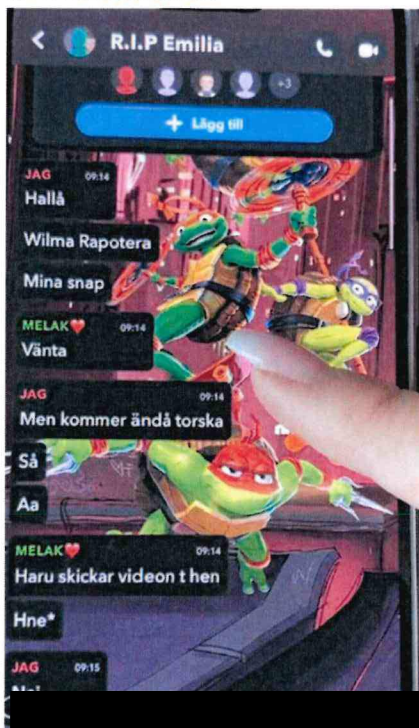 R.I.P Emilia
+3
+ Lägg till
JAG 09:14
Hallå
Wilma Rapotera
Mina snap
MELAK❤️ 09:14
Vänta
JAG 09:14
Men kommer ändå torska
Så
Aa
MELAK❤️ 09:14
Haru skickar videon t hen
Hne*
JAG 09:15